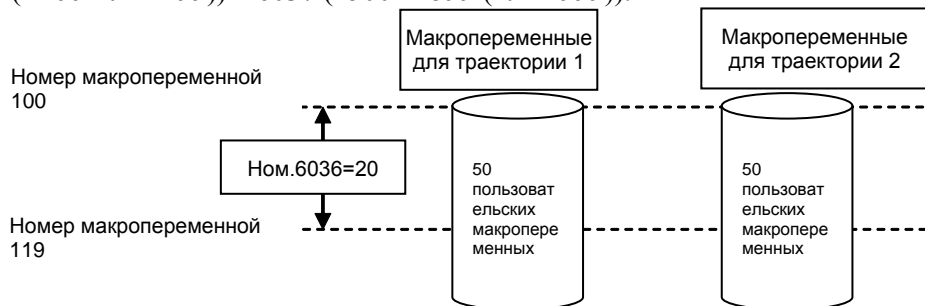 Макропеременные
для траектории 1
Макропеременные
для траектории 2
Номер макропеременной
100
Ном.6036=20
50
пользоват
ельских
макропере
менных
50
пользоват
ельских
макропере
менных
Номер макропеременной
119